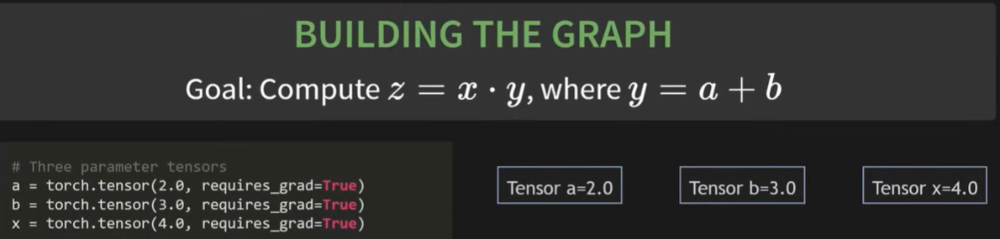 BUILDING THE GRAPH
Goal: Compute z = x · y, where y = a + b
# Three parameter tensors
a = torch.tensor(2.0, requires_grad=True)
b = torch.tensor(3.0, requires_grad=True)
x = torch.tensor(4.0, requires_grad=True)
Tensor a=2.0
Tensor b=3.0
Tensor x=4.0